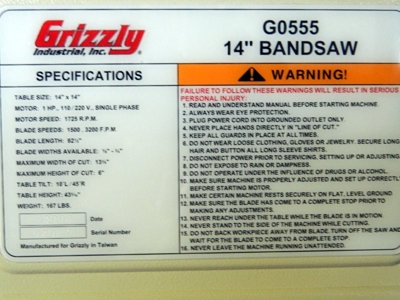 Grizzly
Industrial, Inc.
G0555
14" BANDSAW
SPECIFICATIONS
TABLE SIZE: 14" x 14"
MOTOR: 1 HP, 110 / 220 V, SINGLE PHASE
MOTOR SPEED: 1725 R.P.M.
BLADE SPEEDS: 1500, 3200 F.P.M.
BLADE LENGTH: 92½"
BLADE WIDTHS AVAILABLE:
MAXIMUM WIDTH OF CUT: 13½"
MAXIMUM HEIGHT OF CUT: 6"
TABLE TILT: 10°L / 45°R
TABLE HEIGHT:
WEIGHT: 167 LBS.
Date
Serial Number
Manufactured for Grizzly in Taiwan
WARNING!
FAILURE TO FOLLOW THESE WARNINGS WILL RESULT IN SERIOUS
PERSONAL INJURY:
1. READ AND UNDERSTAND MANUAL BEFORE STARTING MACHINE.
2. ALWAYS WEAR EYE PROTECTION.
3. PLUG POWER CORD INTO GROUNDED OUTLET ONLY.
4. NEVER PLACE HANDS DIRECTLY IN "LINE OF CUT."
5. KEEP ALL GUARDS IN PLACE AT ALL TIMES.
6. DO NOT WEAR LOOSE CLOTHING, GLOVES OR JEWELRY. SECURE LONG
HAIR AND BUTTON ALL LONG SLEEVE SHIRTS.
7. DISCONNECT POWER PRIOR TO SERVICING, SETTING UP OR ADJUSTING.
8. DO NOT EXPOSE TO RAIN OR DAMPNESS.
9. DO NOT OPERATE UNDER THE INFLUENCE OF DRUGS OR ALCOHOL.
10. MAKE SURE MACHINE IS PROPERLY ADJUSTED AND SET UP CORRECTLY
BEFORE STARTING MOTOR.
11. MAKE CERTAIN MACHINE RESTS SECURELY ON FLAT, LEVEL GROUND.
12. MAKE SURE THE BLADE HAS COME TO A COMPLETE STOP PRIOR TO
MAKING ANY ADJUSTMENTS.
13. NEVER REACH UNDER THE TABLE WHILE THE BLADE IS IN MOTION.
14. NEVER STAND TO THE SIDE OF THE MACHINE WHILE CUTTING.
15. DO NOT BACK WORKPIECE AWAY FROM BLADE. TURN OFF THE SAW AND
WAIT FOR THE BLADE TO COME TO A COMPLETE STOP.
16. NEVER LEAVE THE MACHINE RUNNING UNATTENDED.